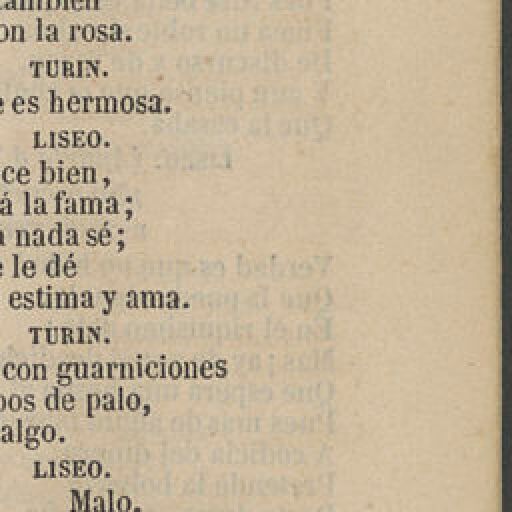 también
on la rosa.
TURIN.
e es hermosa.
LISEO.
ce bien,
á la fama;
a nada sé;
e le dé
estima y ama.
TURIN.
con guarniciones
pos de palo,
algo.
LISEO.
Malo.